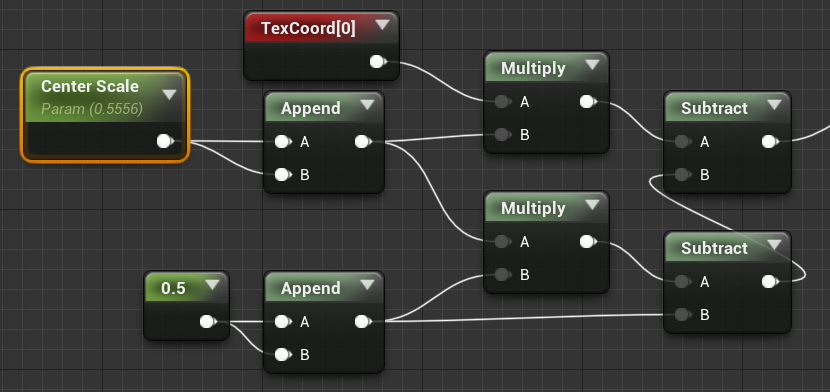 TexCoord[0]
Center Scale
Param (0.5556)
Multiply
A
B
Append
A
B
Subtract
A
B
Multiply
A
B
Subtract
A
B
0.5
Append
A
B